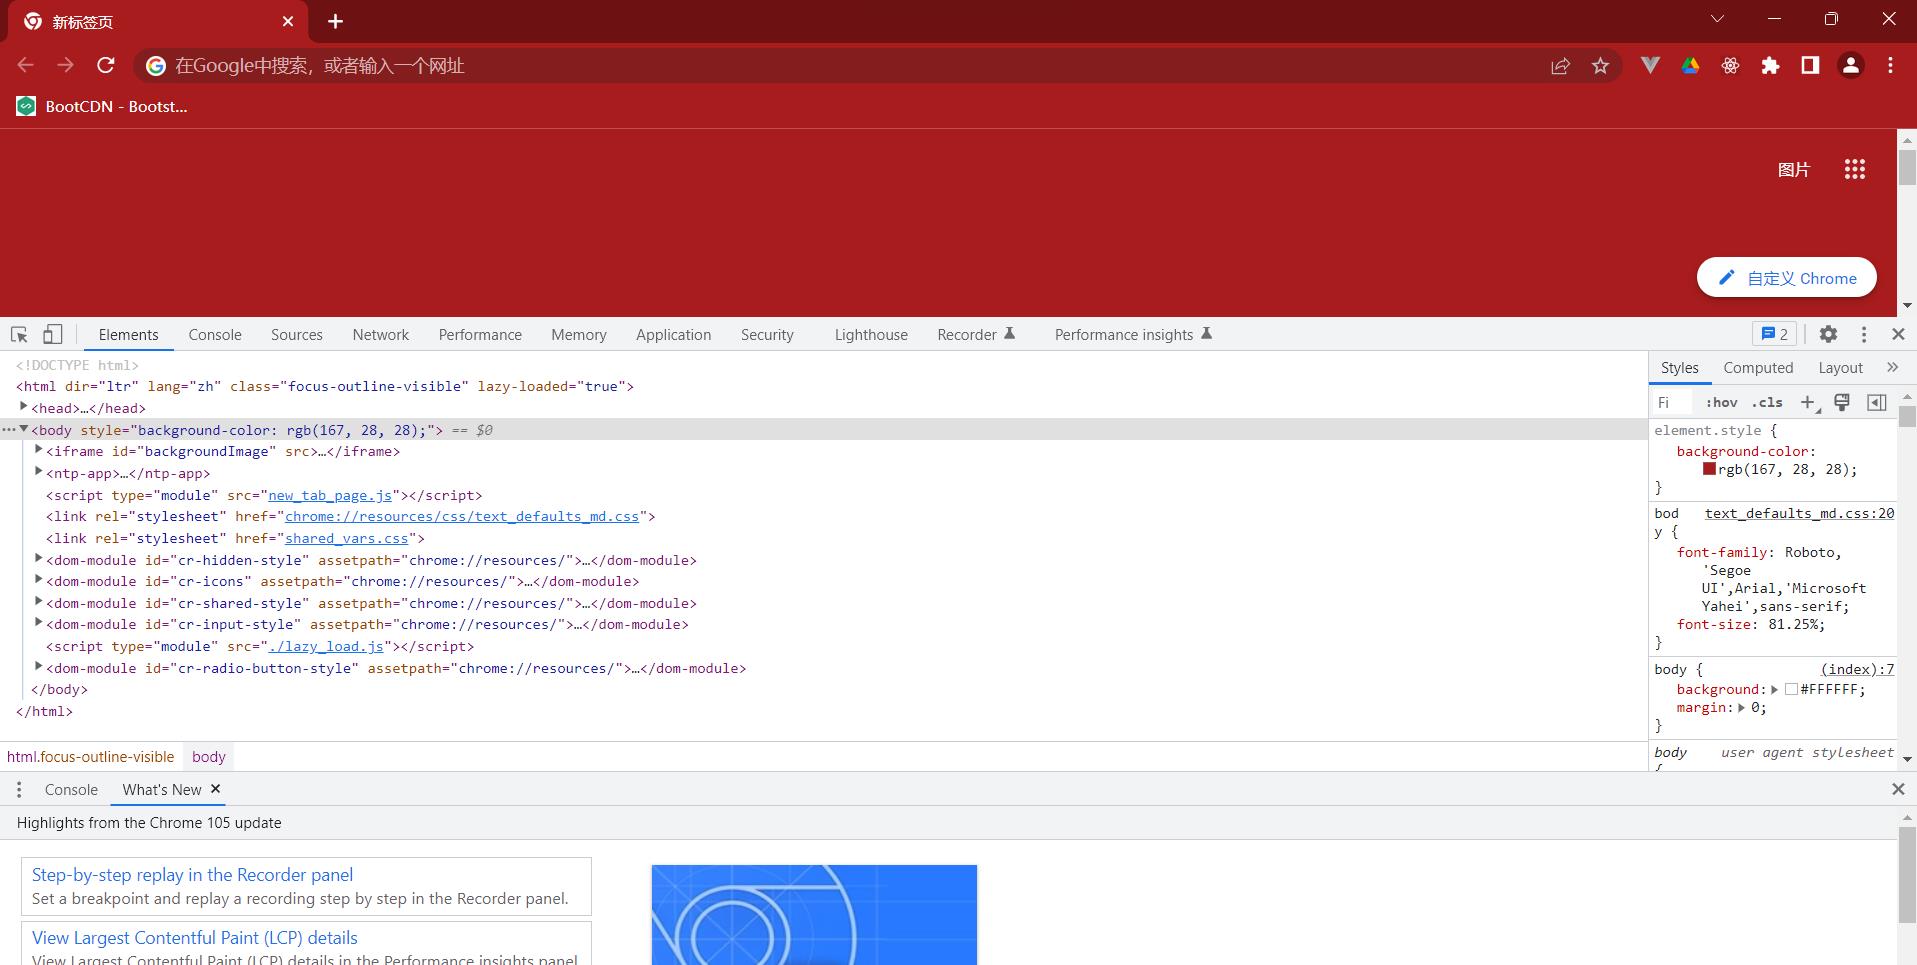 新标签页
在Google中搜索，或者输入一个网址
BootCDN - Bootst...
图片
自定义 Chrome
Elements Console Sources Network Performance Memory Application Security Lighthouse Recorder Performance insights 2
<!DOCTYPE html>
<html dir="ltr" lang="zh" class="focus-outline-visible" lazy-loaded="true">
<head>…</head>
<body style="background-color: rgb(167, 28, 28);"> == $0
<iframe id="backgroundImage" src>…</iframe>
<ntp-app>…</ntp-app>
<script type="module" src="new_tab_page.js"></script>
<link rel="stylesheet" href="chrome://resources/css/text_defaults_md.css">
<link rel="stylesheet" href="shared_vars.css">
<dom-module id="cr-hidden-style" assetpath="chrome://resources/">…</dom-module>
<dom-module id="cr-icons" assetpath="chrome://resources/">…</dom-module>
<dom-module id="cr-shared-style" assetpath="chrome://resources/">…</dom-module>
<dom-module id="cr-input-style" assetpath="chrome://resources/">…</dom-module>
<script type="module" src="./lazy_load.js"></script>
<dom-module id="cr-radio-button-style" assetpath="chrome://resources/">…</dom-module>
</body>
</html>
html.focus-outline-visible body
Styles Computed Layout »
Fi :hov .cls
element.style {
background-color:
rgb(167, 28, 28);
}
bod text_defaults_md.css:20
y {
font-family: Roboto,
'Segoe
UI',Arial,'Microsoft
Yahei',sans-serif;
font-size: 81.25%;
}
body { (index):7
background: #FFFFFF;
margin: 0;
}
body user agent stylesheet
{
Console What's New
Highlights from the Chrome 105 update
Step-by-step replay in the Recorder panel
Set a breakpoint and replay a recording step by step in the Recorder panel.
View Largest Contentful Paint (LCP) details
View Largest Contentful Paint (LCP) details in the Performance insights panel